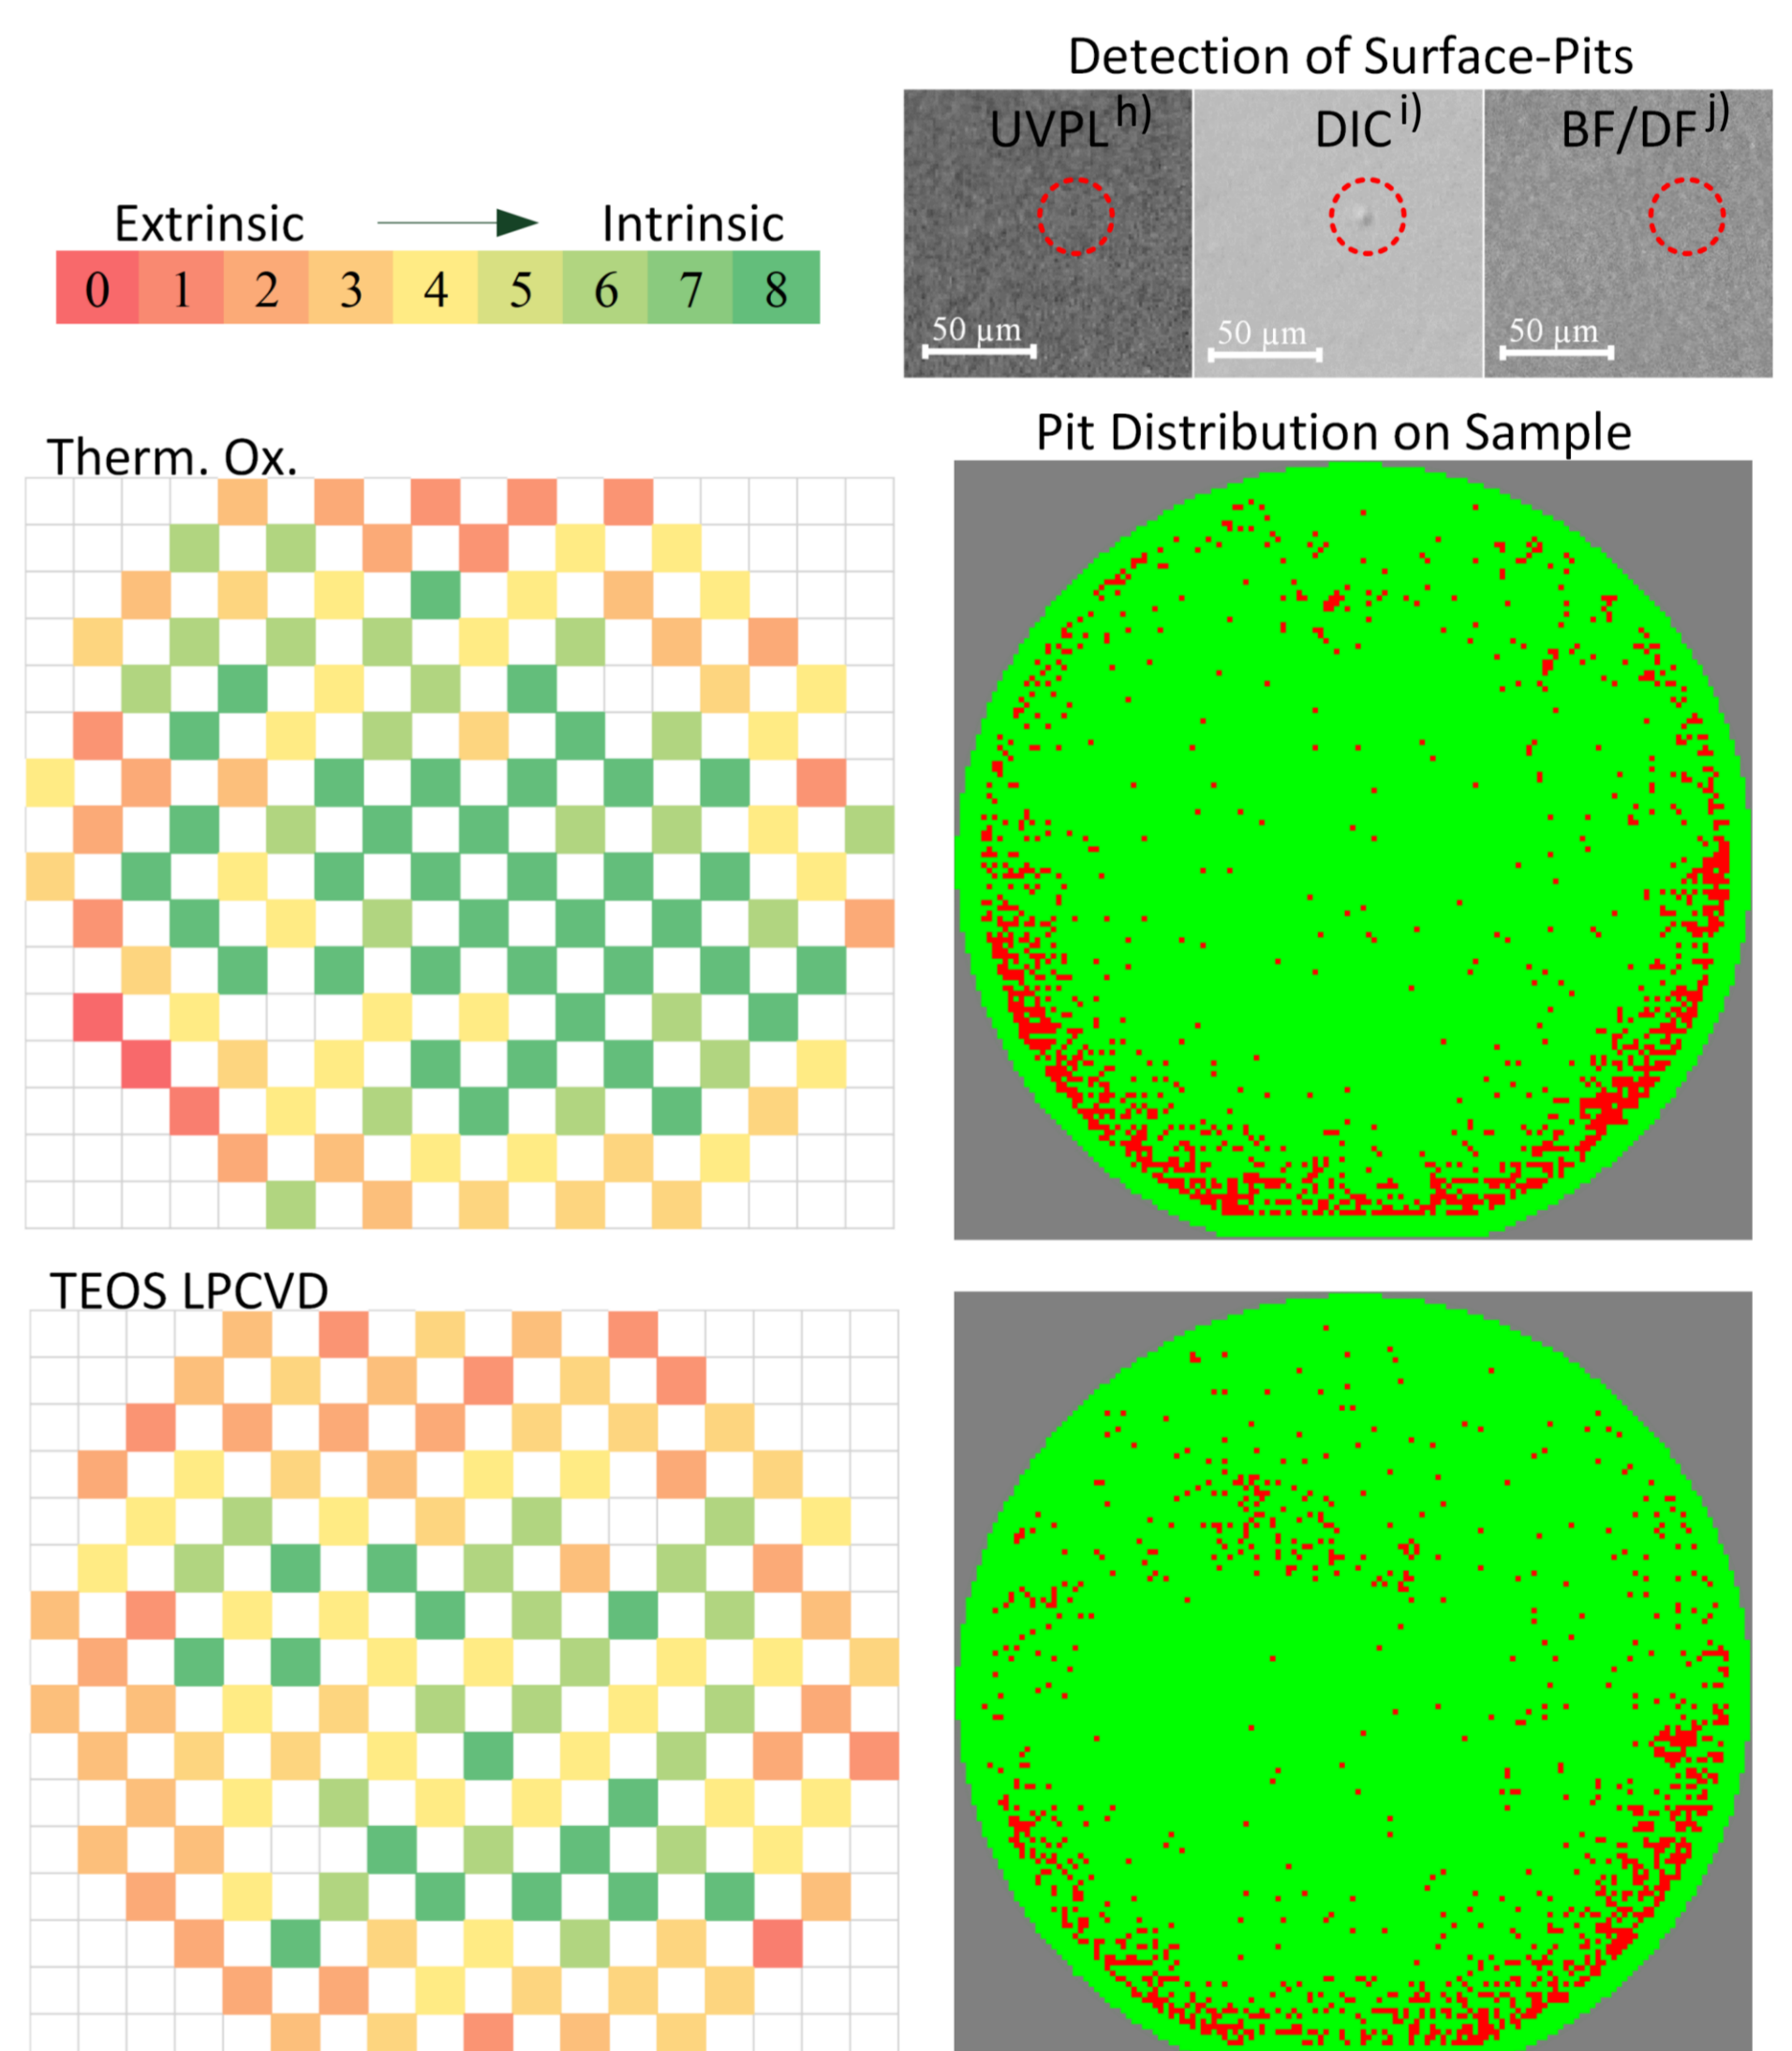 Detection of Surface-Pits
UVPL h) DIC i) BF/DF j)
50 µm 50 µm 50 µm
Extrinsic Intrinsic
0 1 2 3 4 5 6 7 8
Therm. Ox.
Pit Distribution on Sample
TEOS LPCVD